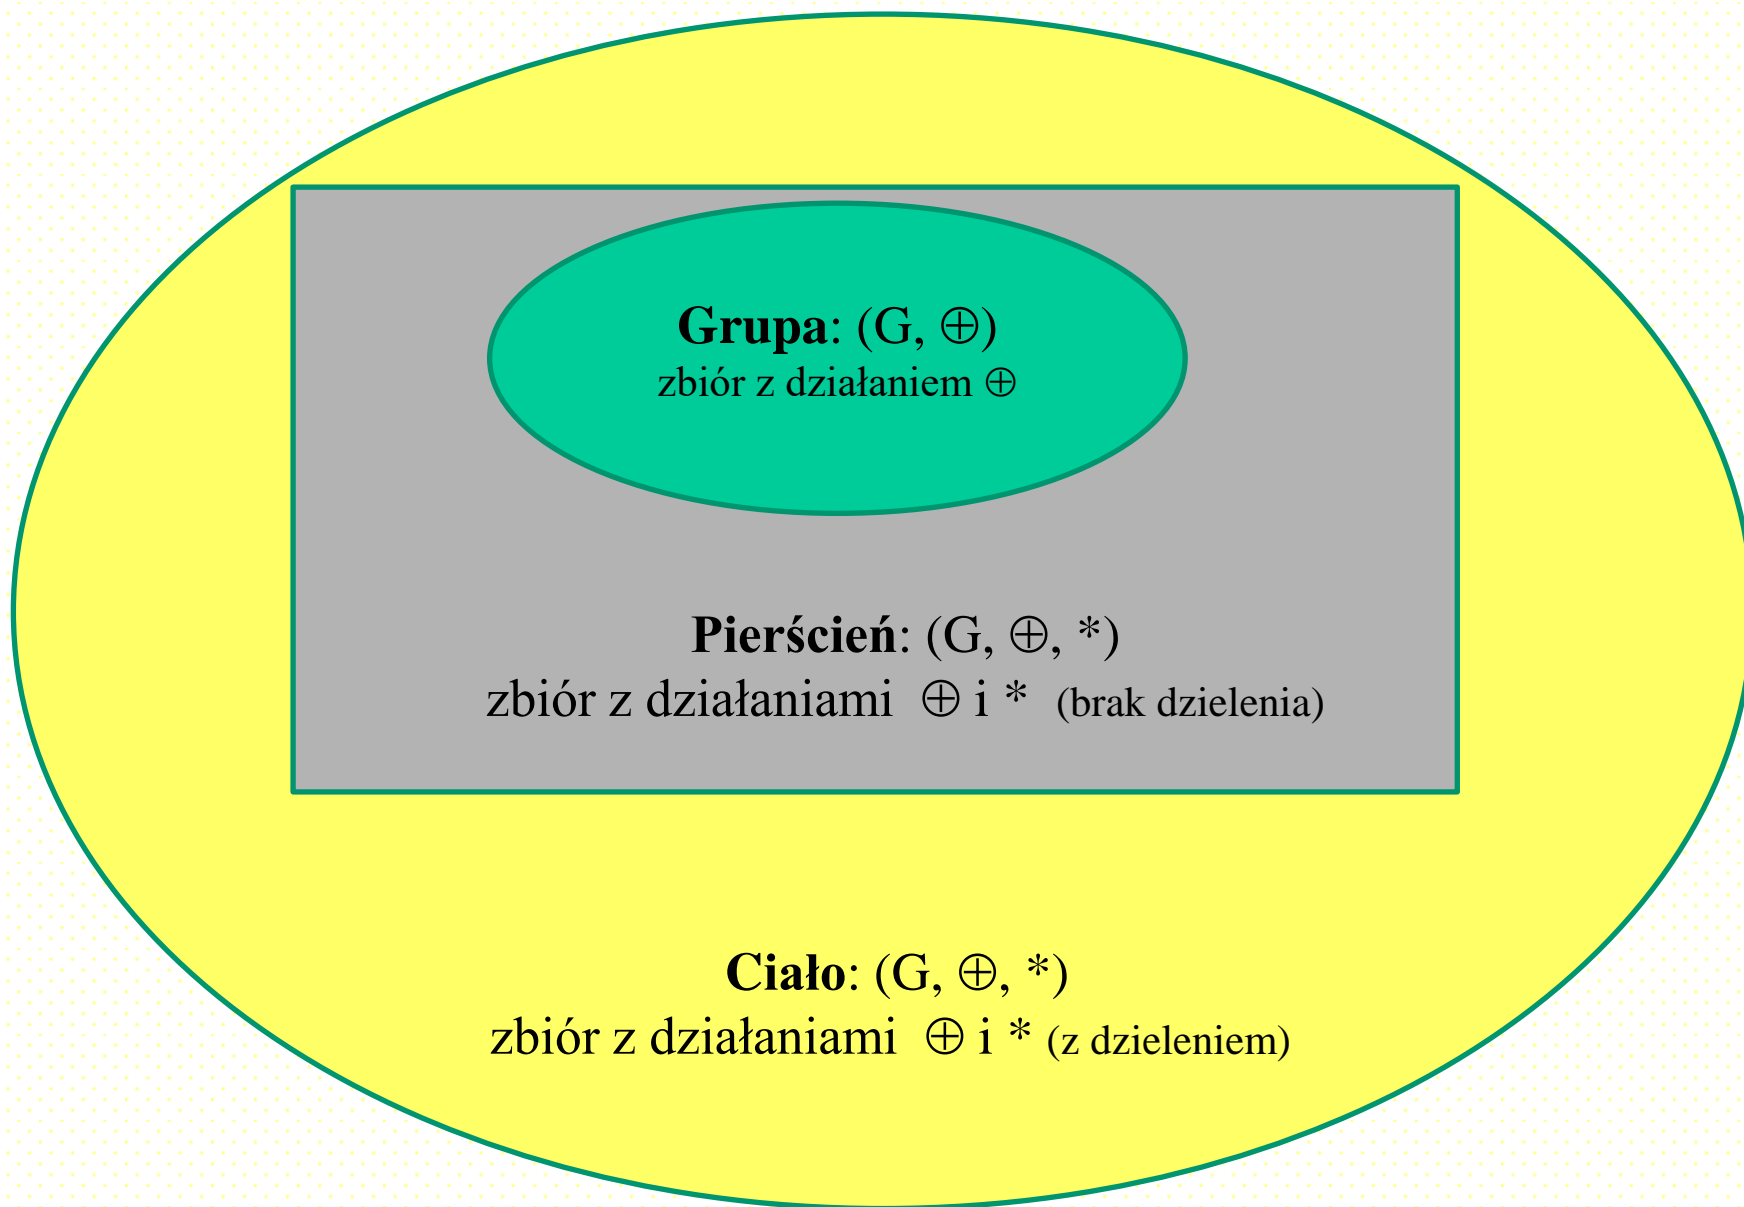 Grupa: (G, ⊕)
zbiór z działaniem ⊕
Pierścień: (G, ⊕, *)
zbiór z działaniami ⊕ i * (brak dzielenia)
Ciało: (G, ⊕, *)
zbiór z działaniami ⊕ i * (z dzieleniem)